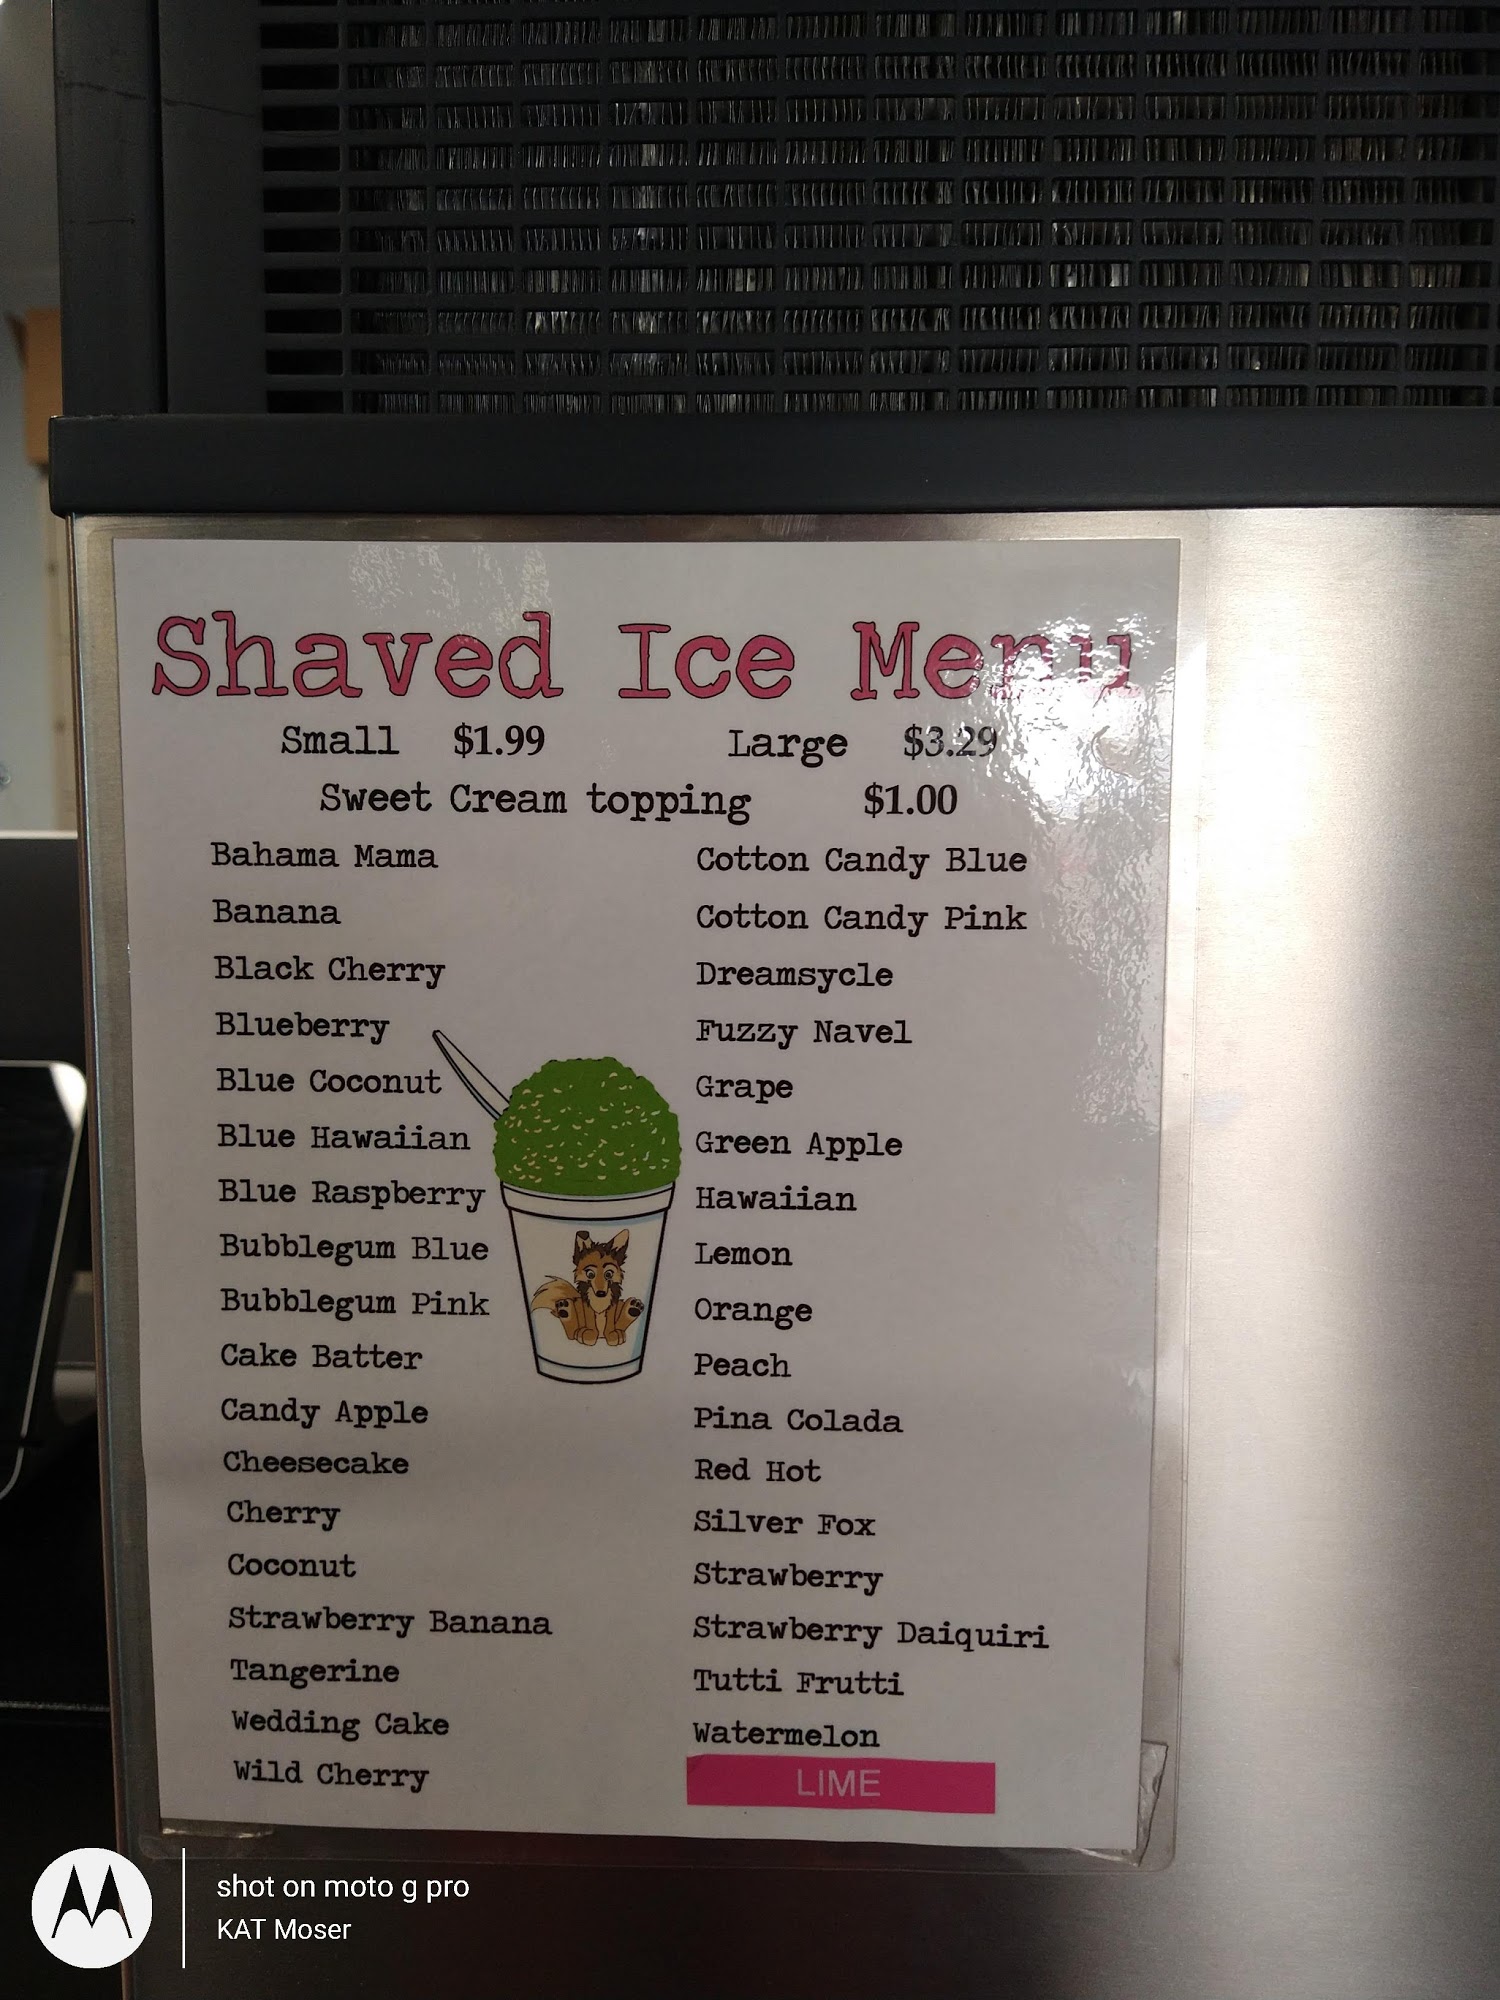 Shaved Ice Menu
Small $1.99 Large $3.29
Sweet Cream topping $1.00
Bahama Mama
Banana
Black Cherry
Blueberry
Blue Coconut
Blue Hawaiian
Blue Raspberry
Bubblegum Blue
Bubblegum Pink
Cake Batter
Candy Apple
Cheesecake
Cherry
Coconut
Strawberry Banana
Tangerine
Wedding Cake
Wild Cherry
Cotton Candy Blue
Cotton Candy Pink
Dreamsycle
Fuzzy Navel
Grape
Green Apple
Hawaiian
Lemon
Orange
Peach
Pina Colada
Red Hot
Silver Fox
Strawberry
Strawberry Daiquiri
Tutti Frutti
Watermelon
LIME
shot on moto g pro
KAT Moser